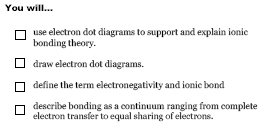 You will...
use electron dot diagrams to support and explain ionic
bonding theory.
draw electron dot diagrams.
define the term electronegativity and ionic bond
describe bonding as a continuum ranging from complete
electron transfer to equal sharing of electrons.